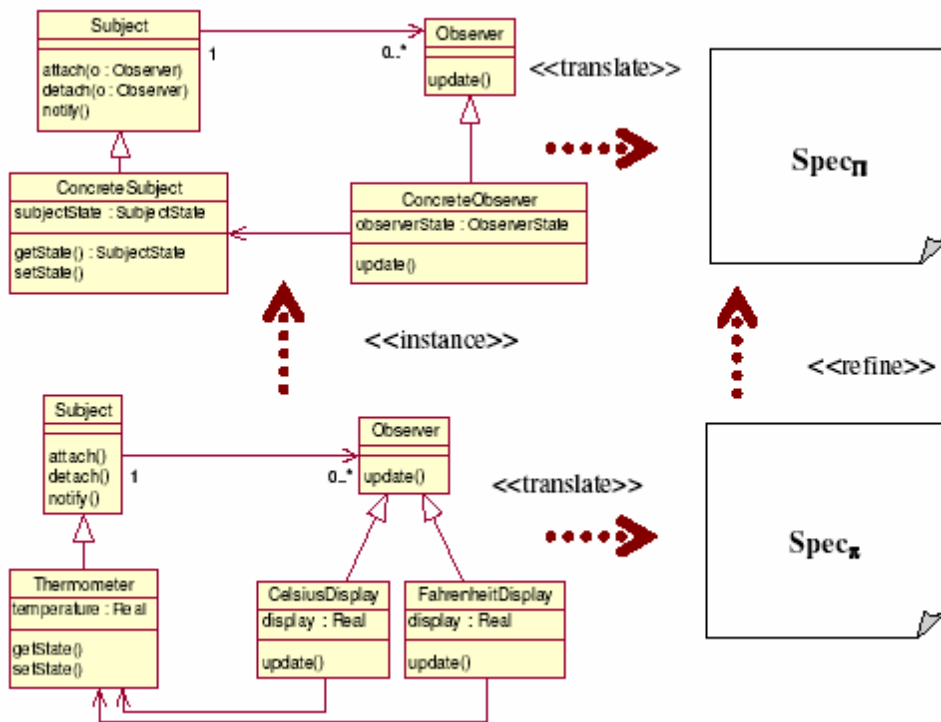 Subject
attach(o : Observer)
detach(o : Observer)
notify()
1
0..*
Observer
update()
<<translate>>
Spec_Π
ConcreteSubject
subjectState : SubjectState
getState() : SubjectState
setState()
ConcreteObserver
observerState : ObserverState
update()
<<instance>>
<<refine>>
Subject
attach()
detach()
notify()
1
0..*
Observer
update()
<<translate>>
Spec_π
Thermometer
temperature : Real
getState()
setState()
CelsiusDisplay
display : Real
update()
FahrenheitDisplay
display : Real
update()